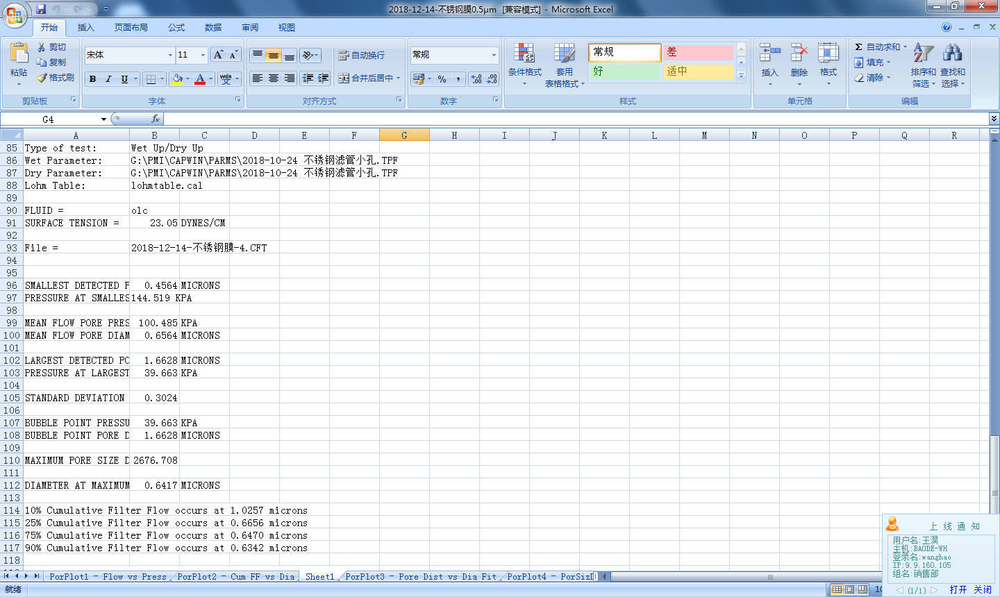 2018-12-14-不锈钢膜0.5μm [兼容模式] - Microsoft Excel
开始 插入 页面布局 公式 数据 审阅 视图
粘贴 剪切 复制 格式刷 剪贴板
宋体 11 A A B I U A wén 字体
自动换行 合并后居中 对齐方式
常规 % , 数字
条件格式 套用 表格格式 常规 差 好 适中 样式
插入 删除 格式 单元格
Σ 自动求和 填充 清除 排序和 筛选 查找和 选择 编辑
G4 fx
A B C D E F G H I J K L M N O P Q R
85 Type of test: Wet Up/Dry Up
86 Wet Parameter: G:\PMI\CAPWIN\PARMS\2018-10-24 不锈钢滤管小孔.TPF
87 Dry Parameter: G:\PMI\CAPWIN\PARMS\2018-10-24 不锈钢滤管小孔.TPF
88 Lohm Table: lohmtable.cal
89
90 FLUID = olc
91 SURFACE TENSION = 23.05 DYNES/CM
92
93 File = 2018-12-14-不锈钢膜-4.CFT
94
95
96 SMALLEST DETECTED P 0.4564 MICRONS
97 PRESSURE AT SMALLES 144.519 KPA
98
99 MEAN FLOW PORE PRES 100.485 KPA
100 MEAN FLOW PORE DIAM 0.6564 MICRONS
101
102 LARGEST DETECTED PO 1.6628 MICRONS
103 PRESSURE AT LARGEST 39.663 KPA
104
105 STANDARD DEVIATION 0.3024
106
107 BUBBLE POINT PRESSU 39.663 KPA
108 BUBBLE POINT PORE D 1.6628 MICRONS
109
110 MAXIMUM PORE SIZE D 2676.708
111
112 DIAMETER AT MAXIMUM 0.6417 MICRONS
113
114 10% Cumulative Filter Flow occurs at 1.0257 microns
115 25% Cumulative Filter Flow occurs at 0.6656 microns
116 75% Cumulative Filter Flow occurs at 0.6470 microns
117 90% Cumulative Filter Flow occurs at 0.6342 microns
118
PorPlot1 - Flow vs Press PorPlot2 - Cum FF vs Dia Sheet1 PorPlot3 - Pore Dist vs Dia Fit PorPlot4 - PorSizD
就绪 10
上线通知
用户名:王淏
主机:BAODE-WH
登录名:wanghao
IP:9.9.160.105
组名:销售部
(1/1) 打开 关闭